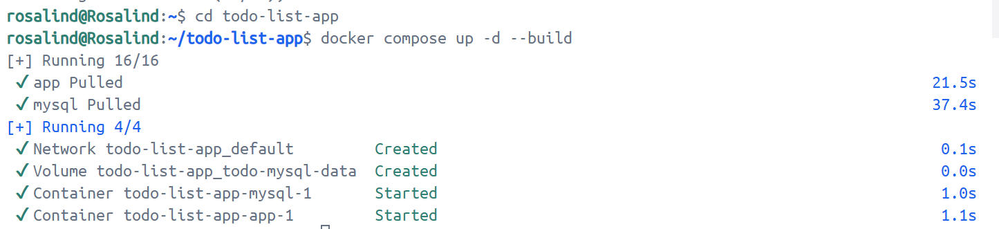 rosalind@Rosalind:~$ cd todo-list-app
rosalind@Rosalind:~/todo-list-app$ docker compose up -d --build
[+] Running 16/16
✔ app Pulled 21.5s
✔ mysql Pulled 37.4s
[+] Running 4/4
✔ Network todo-list-app_default Created 0.1s
✔ Volume todo-list-app_todo-mysql-data Created 0.0s
✔ Container todo-list-app-mysql-1 Started 1.0s
✔ Container todo-list-app-app-1 Started 1.1s